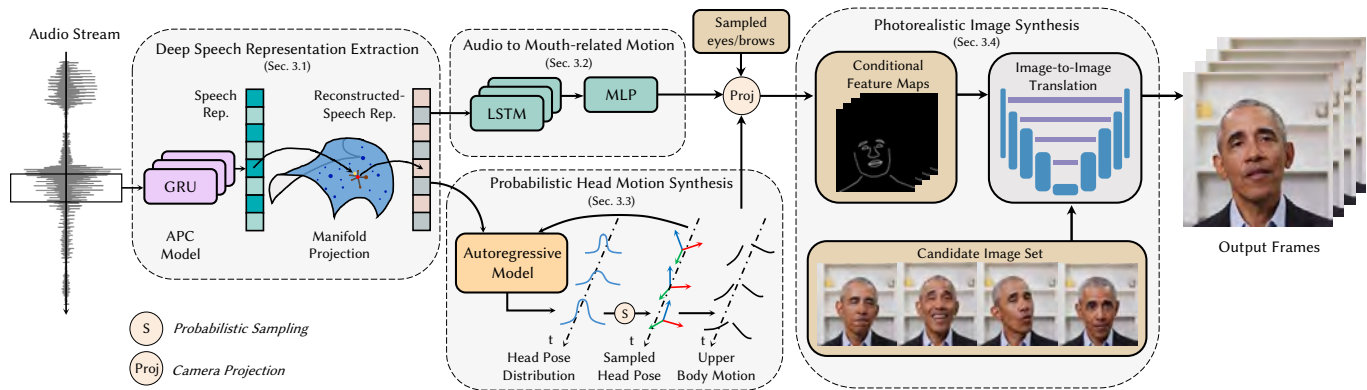 Audio Stream
Deep Speech Representation Extraction
(Sec. 3.1)
Speech
Rep.
Reconstructed-
Speech Rep.
GRU
APC
Model
Manifold
Projection
S
Probabilistic Sampling
Proj
Camera Projection
Audio to Mouth-related Motion
(Sec. 3.2)
LSTM
MLP
Sampled
eyes/brows
Proj
Probabilistic Head Motion Synthesis
(Sec. 3.3)
Autoregressive
Model
S
t
t
t
Head Pose
Distribution
Sampled
Head Pose
Upper
Body Motion
Photorealistic Image Synthesis
(Sec. 3.4)
Conditional
Feature Maps
Image-to-Image
Translation
Candidate Image Set
Output Frames